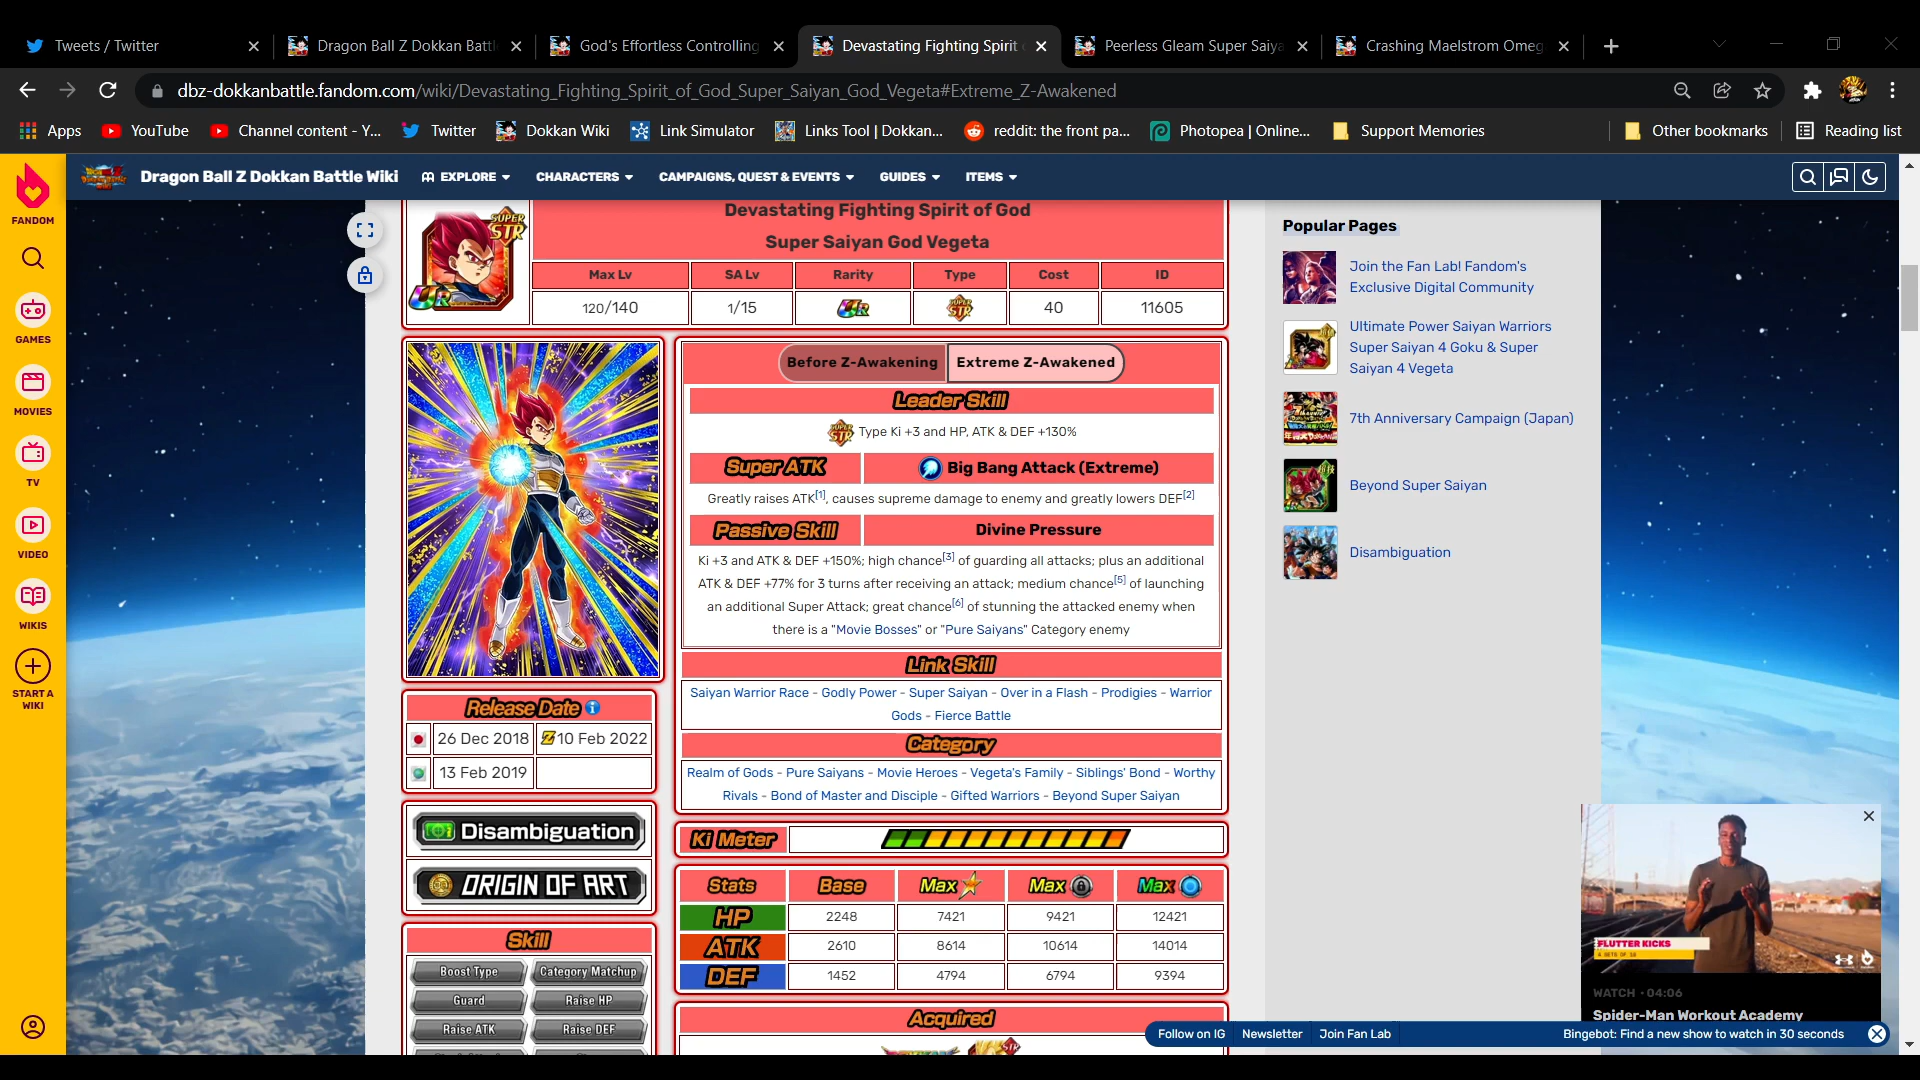 Tweets / Twitter
Dragon Ball Z Dokkan Batt
God's Effortless Controlling
Devastating Fighting Spirit
Peerless Gleam Super Saiya
Crashing Maelstrom Omeg
dbz-dokkanbattle.fandom.com/wiki/Devastating_Fighting_Spirit_of_God_Super_Saiyan_God_Vegeta#Extreme_Z-Awakened
Apps
YouTube
Channel content - Y...
Twitter
Dokkan Wiki
Link Simulator
Links Tool | Dokkan...
reddit: the front pa...
Photopea | Online...
Support Memories
Other bookmarks
Reading list
FANDOM
GAMES
MOVIES
TV
VIDEO
WIKIS
START A
WIKI
Dragon Ball Z Dokkan Battle Wiki
EXPLORE
CHARACTERS
CAMPAIGNS, QUEST & EVENTS
GUIDES
ITEMS
SUPER
STR
UR
Devastating Fighting Spirit of God
Super Saiyan God Vegeta
Max Lv SA Lv Rarity Type Cost ID
120/140 1/15 UR SUPER STR 40 11605
Before Z-Awakening
Extreme Z-Awakened
Leader Skill
SUPER STR Type Ki +3 and HP, ATK & DEF +130%
Super ATK
Big Bang Attack (Extreme)
Greatly raises ATK[1], causes supreme damage to enemy and greatly lowers DEF[2]
Passive Skill
Divine Pressure
Ki +3 and ATK & DEF +150%; high chance[3] of guarding all attacks; plus an additional
ATK & DEF +77% for 3 turns after receiving an attack; medium chance[5] of launching
an additional Super Attack; great chance[6] of stunning the attacked enemy when
there is a "Movie Bosses" or "Pure Saiyans" Category enemy
Link Skill
Saiyan Warrior Race - Godly Power - Super Saiyan - Over in a Flash - Prodigies - Warrior
Gods - Fierce Battle
Category
Realm of Gods - Pure Saiyans - Movie Heroes - Vegeta's Family - Siblings' Bond - Worthy
Rivals - Bond of Master and Disciple - Gifted Warriors - Beyond Super Saiyan
Ki Meter
Stats Base Max Max Max
HP 2248 7421 9421 12421
ATK 2610 8614 10614 14014
DEF 1452 4794 6794 9394
Acquired
STR
Release Date
26 Dec 2018 Z 10 Feb 2022
13 Feb 2019
Disambiguation
ORIGIN OF ART
Skill
Boost Type
Category Matchup
Guard
Raise HP
Raise ATK
Raise DEF
Popular Pages
Join the Fan Lab! Fandom's
Exclusive Digital Community
Ultimate Power Saiyan Warriors
Super Saiyan 4 Goku & Super
Saiyan 4 Vegeta
7th Anniversary Campaign (Japan)
Beyond Super Saiyan
Disambiguation
FLUTTER KICKS
WATCH • 04:06
Spider-Man Workout Academy
Follow on IG
Newsletter
Join Fan Lab
Bingebot: Find a new show to watch in 30 seconds